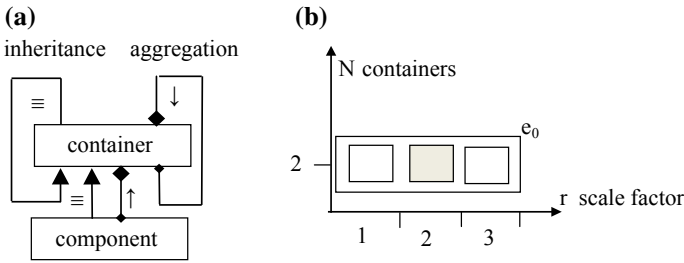 (a)
inheritance aggregation
≡ ↓
container
≡ ↑
component
(b)
N containers
e₀
2
r scale factor
1 2 3